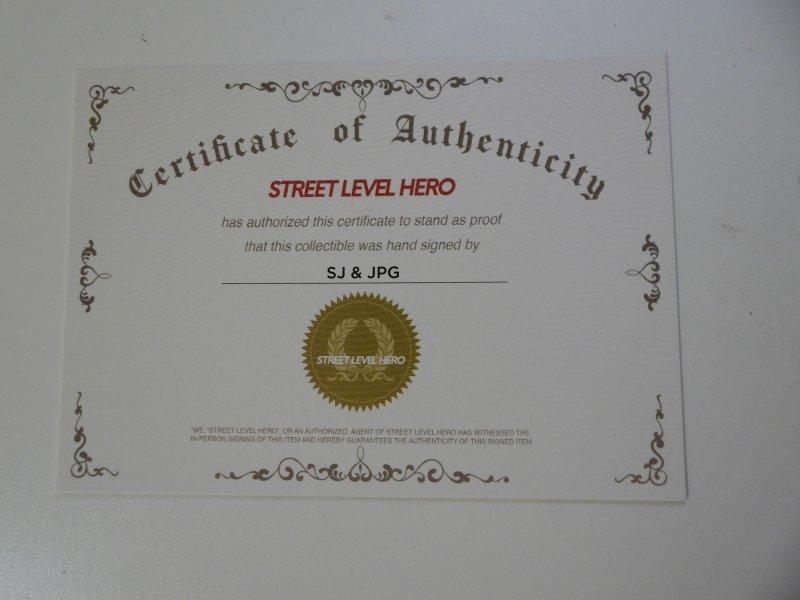 Certificate of Authenticity
STREET LEVEL HERO
has authorized this certificate to stand as proof
that this collectible was hand signed by
SJ & JPG
STREET LEVEL HERO
"WE, "STREET LEVEL HERO", OR AN AUTHORIZED AGENT OF STREET LEVEL HERO HAS WITNESSED THE
IN-PERSON SIGNING OF THIS ITEM AND HEREBY GUARANTEES THE AUTHENTICITY OF THIS SIGNED ITEM